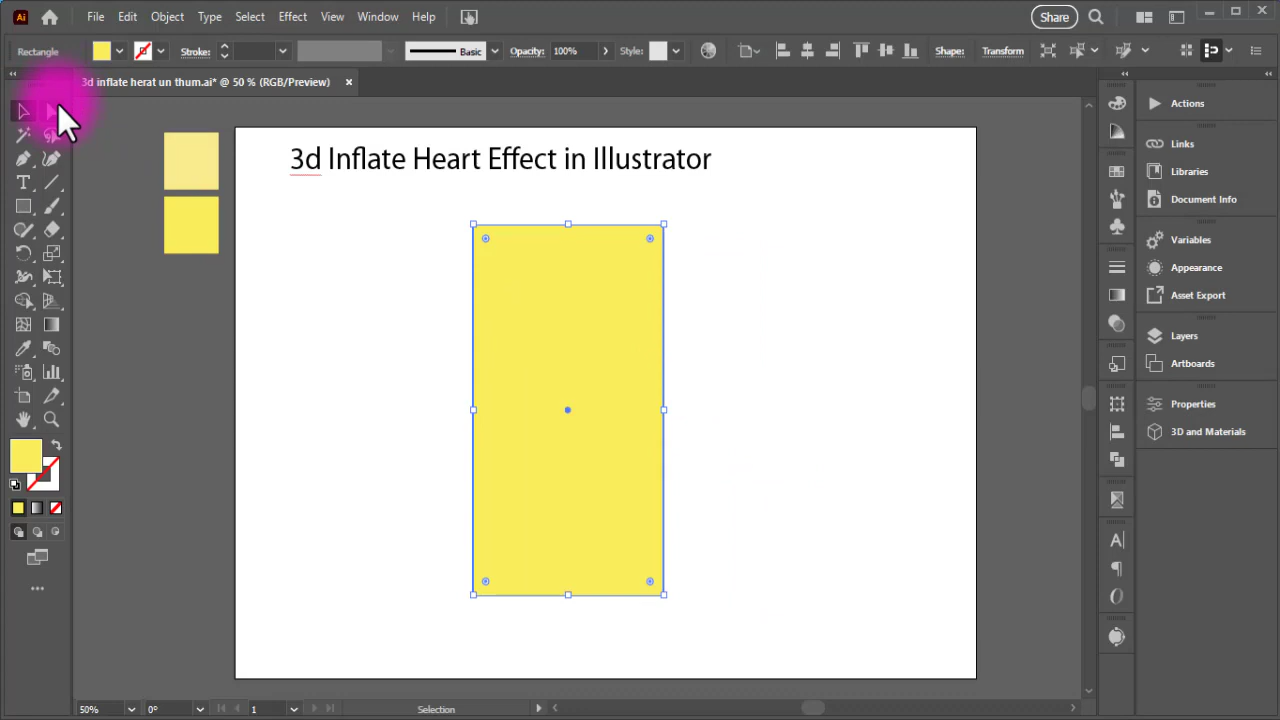 Ai File Edit Object Type Select Effect View Window Help Share
Rectangle Stroke: Basic Opacity: 100% Style: Shape: Transform
3d inflate herat un thum.ai* @ 50 % (RGB/Preview) ×
3d Inflate Heart Effect in Illustrator
Actions
Links
Libraries
Document Info
Variables
Appearance
Asset Export
Layers
Artboards
Properties
3D and Materials
50% 0° 1 Selection